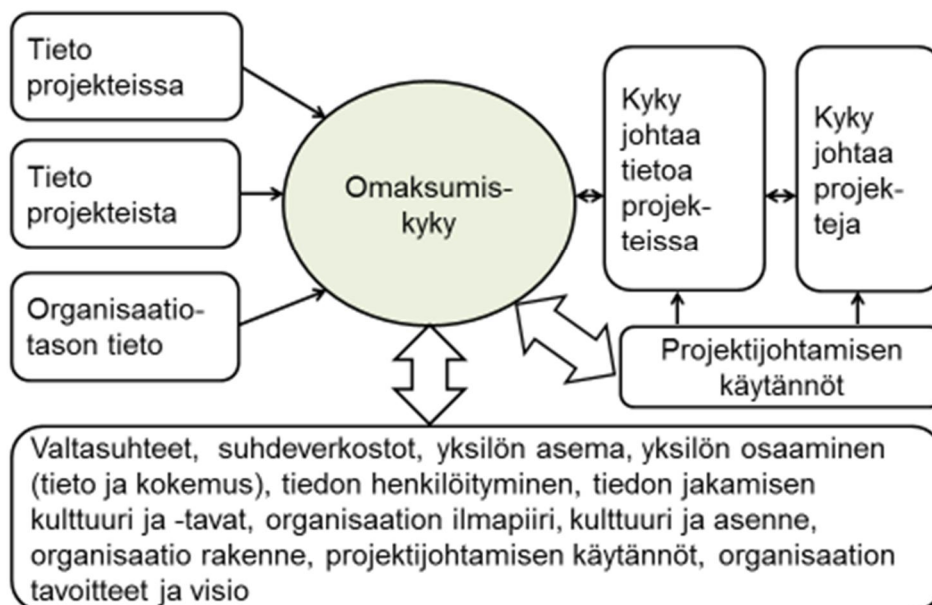 Tieto
projekteissa
Tieto
projekteista
Organisaatio-
tason tieto
Omaksumis-
kyky
Kyky
johtaa
tietoa
projek-
teissa
Kyky
johtaa
projek-
teja
Projektijohtamisen
käytännöt
Valtasuhteet, suhdeverkostot, yksilön asema, yksilön osaaminen
(tieto ja kokemus), tiedon henkilöityminen, tiedon jakamisen
kulttuuri ja -tavat, organisaation ilmapiiri, kulttuuri ja asenne,
organisaatio rakenne, projektijohtamisen käytännöt, organisaation
tavoitteet ja visio